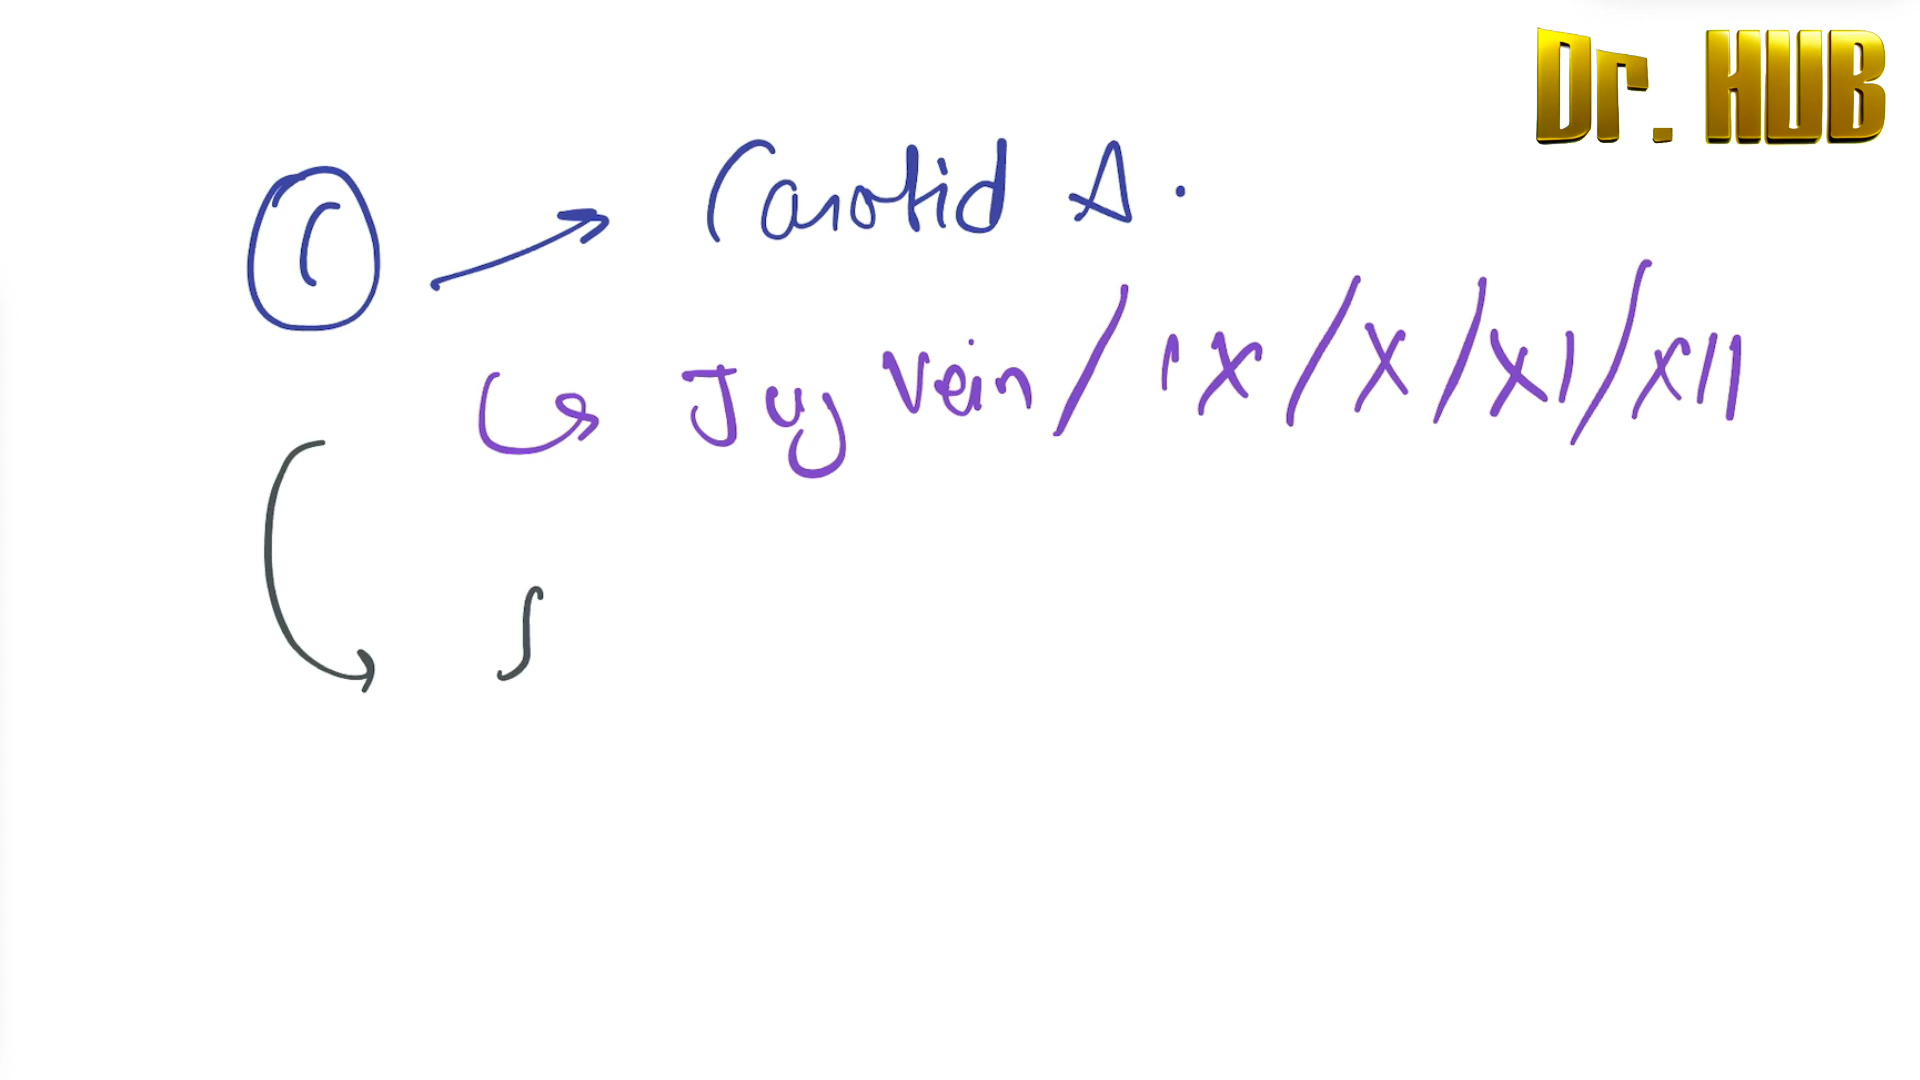 Dr. HUB
C → Carotid A.
↳ Jug Vein / IX / X / XI / XII
S